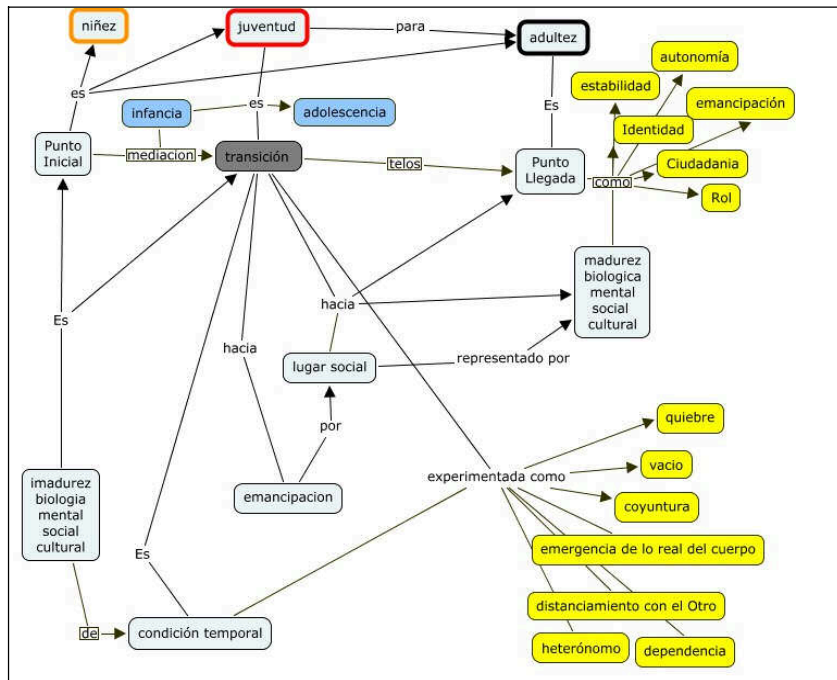 niñez
juventud
para
adultez
autonomía
estabilidad
es
emancipación
infancia
es
adolescencia
Es
Identidad
Punto
Inicial
mediacion
transición
telos
Punto
Llegada
como
Ciudadania
Rol
madurez
biologica
mental
social
cultural
Es
hacia
hacia
lugar social
representado por
por
quiebre
experimentada como
vacio
imadurez
biologia
mental
social
cultural
emancipacion
coyuntura
Es
emergencia de lo real del cuerpo
distanciamiento con el Otro
de
condición temporal
heterónomo
dependencia